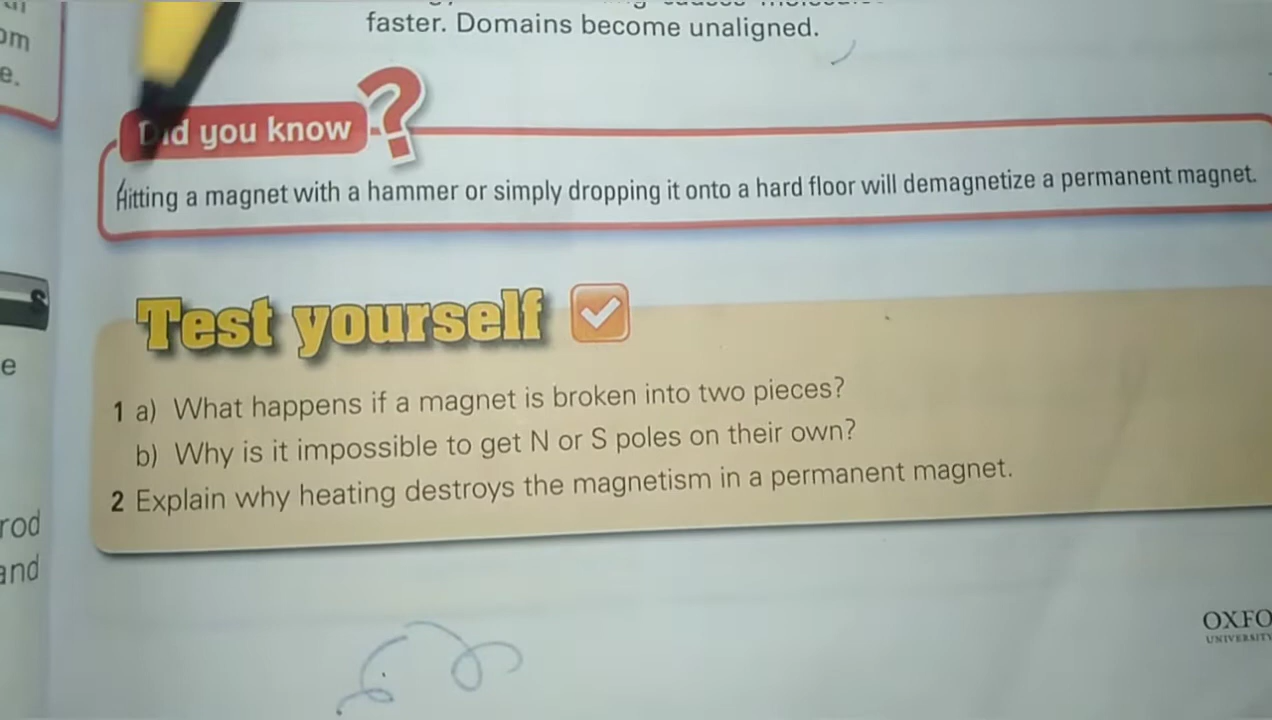 om
e.
faster. Domains become unaligned.
Did you know ?
Hitting a magnet with a hammer or simply dropping it onto a hard floor will demagnetize a permanent magnet.
s
e
Test yourself
1 a) What happens if a magnet is broken into two pieces?
b) Why is it impossible to get N or S poles on their own?
2 Explain why heating destroys the magnetism in a permanent magnet.
rod
and
OXFO
UNIVERSITY